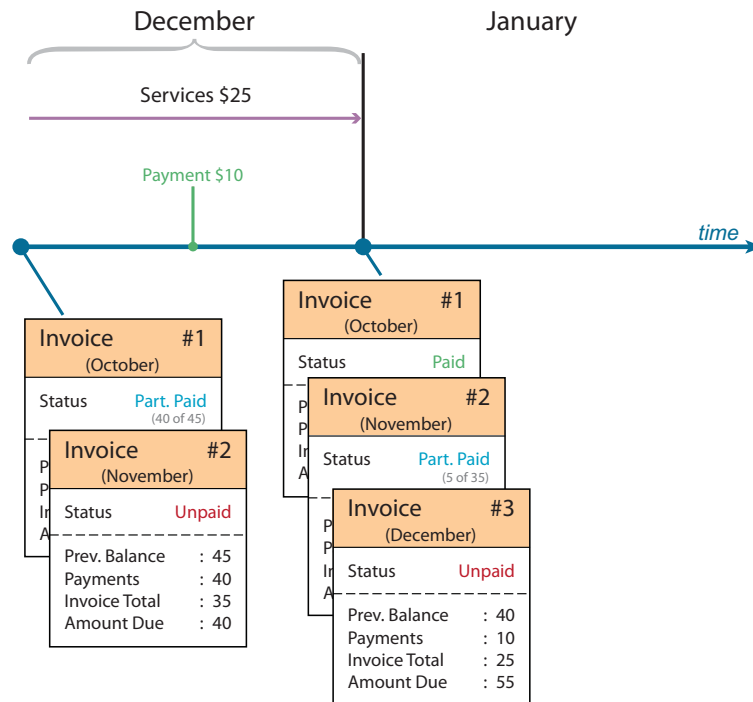 December
January
Services $25
Payment $10
time
Invoice #1
(October)
Status Part. Paid
(40 of 45)
P
P
Ir
A
Invoice #2
(November)
Status Unpaid
Prev. Balance : 45
Payments : 40
Invoice Total : 35
Amount Due : 40
Invoice #1
(October)
Status Paid
P
P
Ir
A
Invoice #2
(November)
Status Part. Paid
(5 of 35)
P
P
Ir
A
Invoice #3
(December)
Status Unpaid
Prev. Balance : 40
Payments : 10
Invoice Total : 25
Amount Due : 55